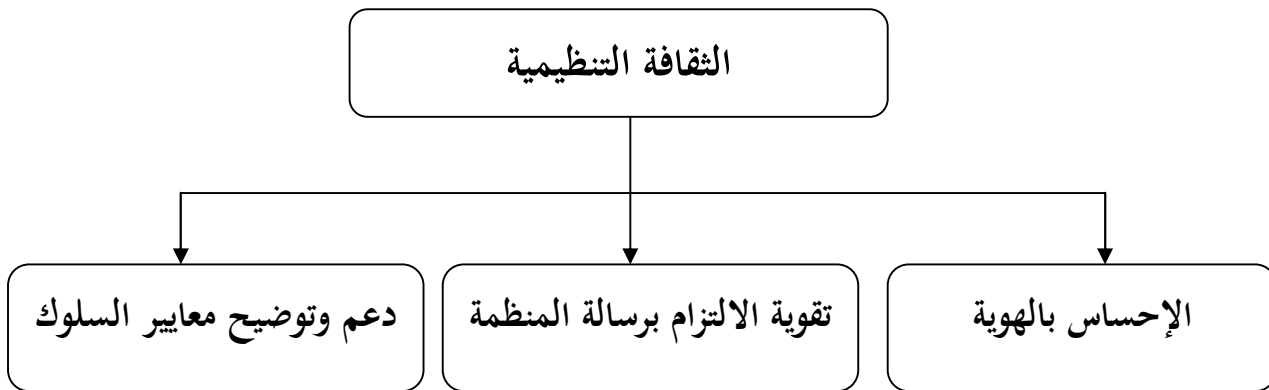 الثقافة التنظيمية
الإحساس بالهوية
تقوية الالتزام برسالة المنظمة
دعم وتوضيح معايير السلوك